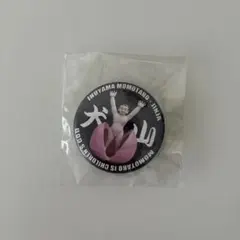 INUYAMA MOMOTARO-JINJA
犬山
MOMOTARO IS CHILDREN'S GOD